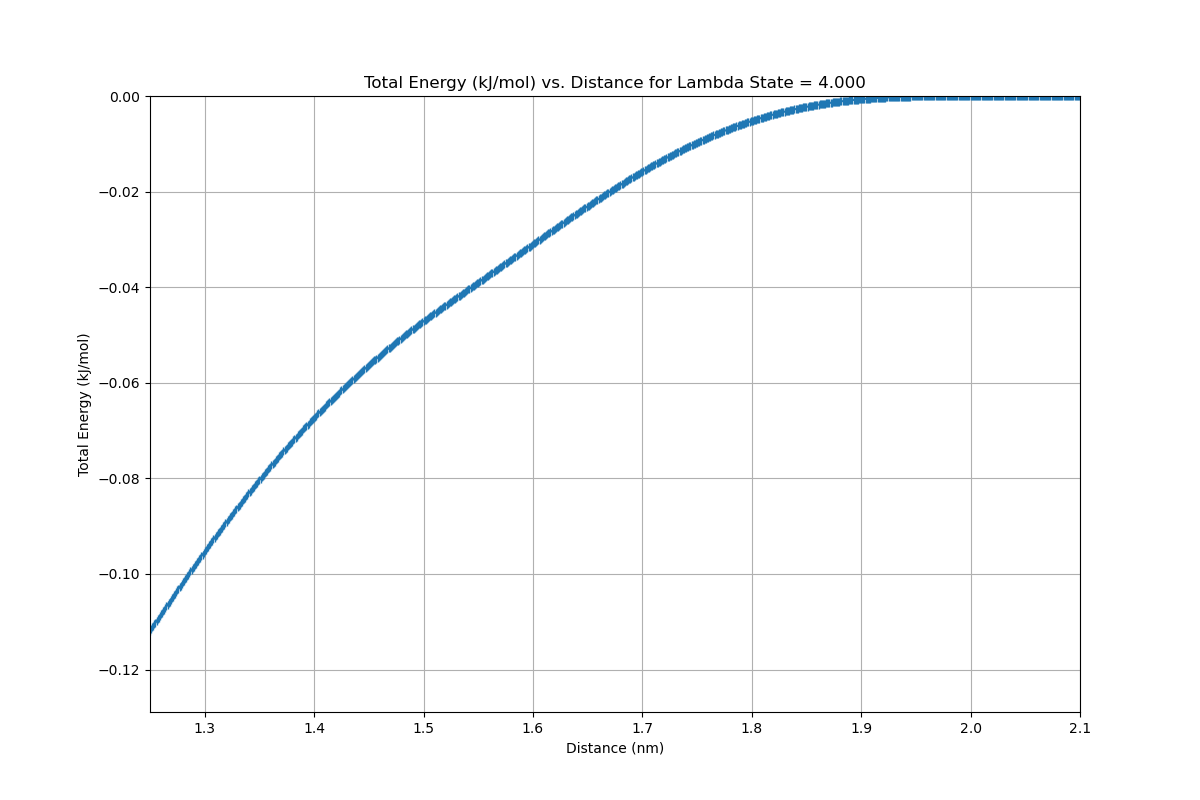 Total Energy (kJ/mol) vs. Distance for Lambda State = 4.000
0.00
−0.02
−0.04
−0.06
−0.08
−0.10
−0.12
Total Energy (kJ/mol)
1.3 1.4 1.5 1.6 1.7 1.8 1.9 2.0 2.1
Distance (nm)